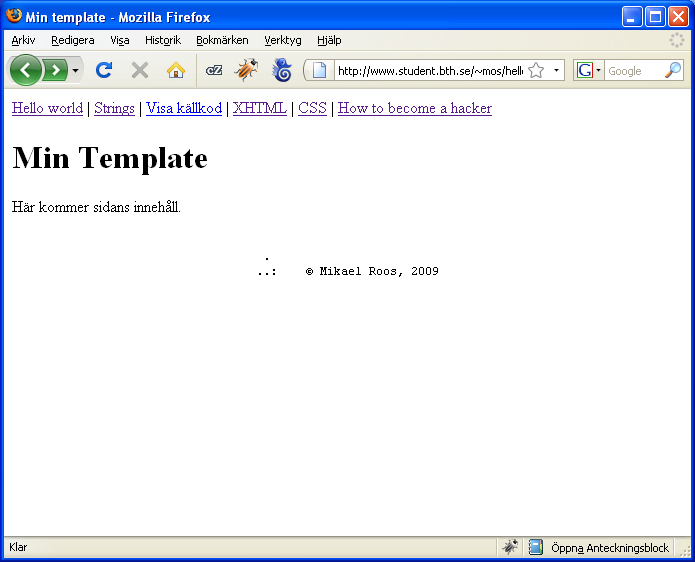 Min template - Mozilla Firefox
Arkiv Redigera Visa Historik Bokmärken Verktyg Hjälp
eZ http://www.student.bth.se/~mos/hell G Google
Hello world | Strings | Visa källkod | XHTML | CSS | How to become a hacker
Min Template
Här kommer sidans innehåll.
.
..: © Mikael Roos, 2009
Klar Öppna Anteckningsblock